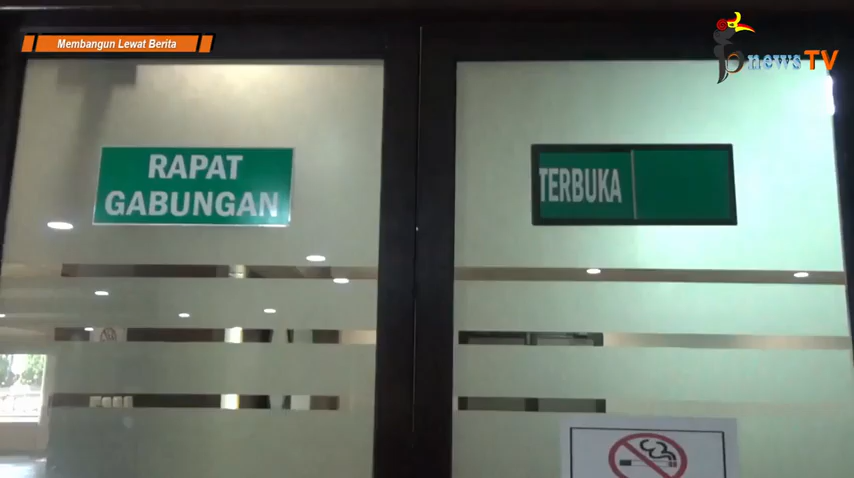 Membangun Lewat Berita
newsTV
RAPAT
GABUNGAN
TERBUKA